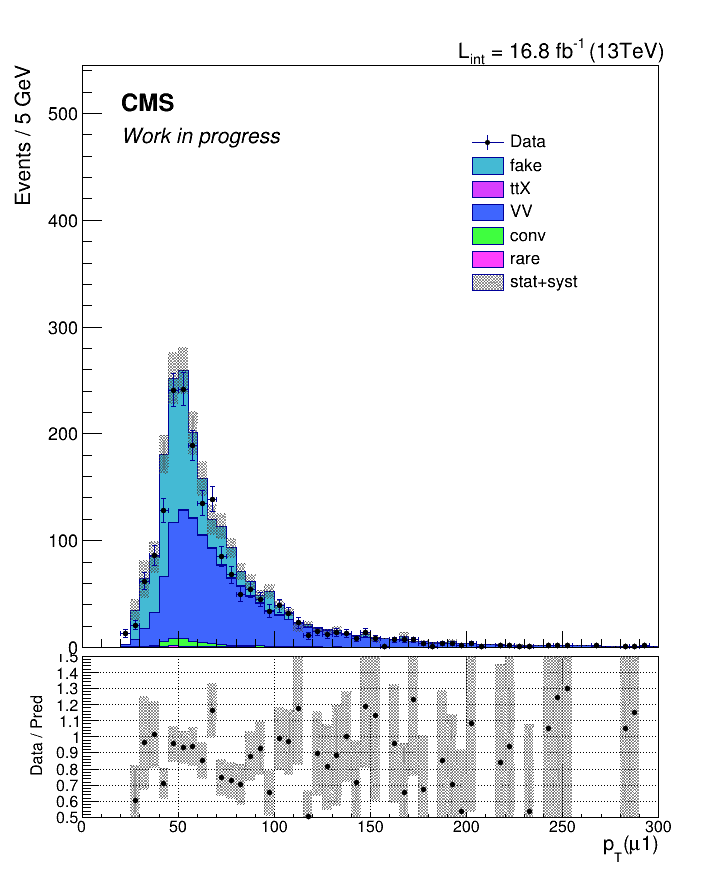 L_int = 16.8 fb^-1 (13TeV)
Events / 5 GeV
CMS
Work in progress
Data
fake
ttX
VV
conv
rare
stat+syst
500
400
300
200
100
0
Data / Pred
1.5
1.4
1.3
1.2
1.1
1
0.9
0.8
0.7
0.6
0.5
0 50 100 150 200 250 300
p_T(μ1)